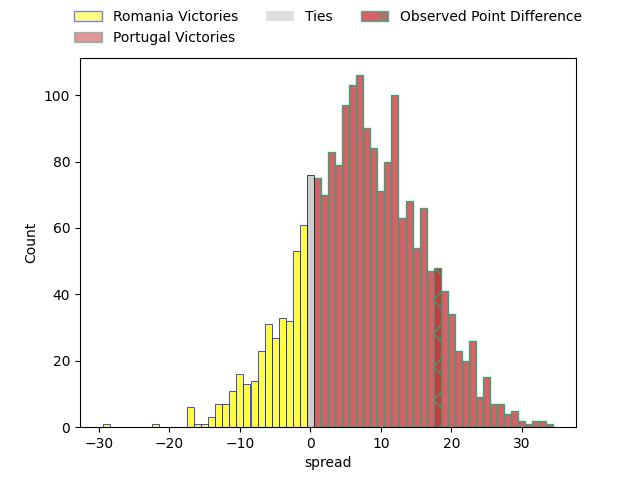 Romania Victories
Ties
Observed Point Difference
Portugal Victories
Count
100
80
60
40
20
0
−30
−20
−10
0
10
20
30
spread